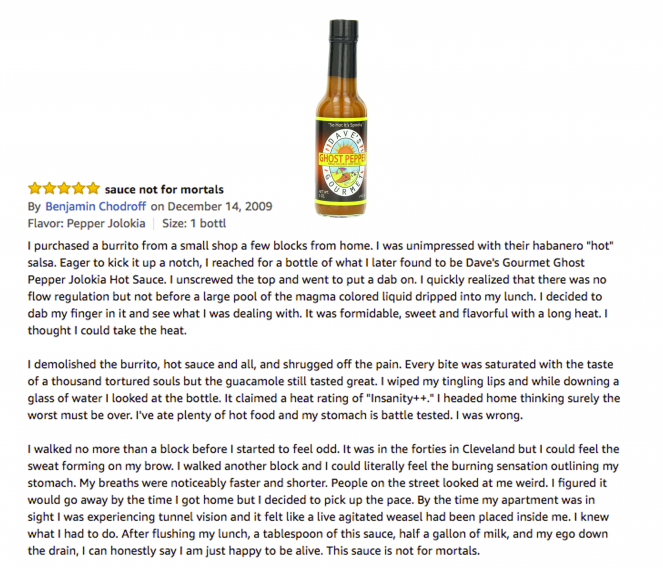 "So Hot It's Spooky"
DAVE'S
GHOST PEPPER
GOURMET
sauce not for mortals
By Benjamin Chodroff on December 14, 2009
Flavor: Pepper Jolokia | Size: 1 bottl
I purchased a burrito from a small shop a few blocks from home. I was unimpressed with their habanero "hot"
salsa. Eager to kick it up a notch, I reached for a bottle of what I later found to be Dave's Gourmet Ghost
Pepper Jolokia Hot Sauce. I unscrewed the top and went to put a dab on. I quickly realized that there was no
flow regulation but not before a large pool of the magma colored liquid dripped into my lunch. I decided to
dab my finger in it and see what I was dealing with. It was formidable, sweet and flavorful with a long heat. I
thought I could take the heat.
I demolished the burrito, hot sauce and all, and shrugged off the pain. Every bite was saturated with the taste
of a thousand tortured souls but the guacamole still tasted great. I wiped my tingling lips and while downing a
glass of water I looked at the bottle. It claimed a heat rating of "Insanity++." I headed home thinking surely the
worst must be over. I've ate plenty of hot food and my stomach is battle tested. I was wrong.
I walked no more than a block before I started to feel odd. It was in the forties in Cleveland but I could feel the
sweat forming on my brow. I walked another block and I could literally feel the burning sensation outlining my
stomach. My breaths were noticeably faster and shorter. People on the street looked at me weird. I figured it
would go away by the time I got home but I decided to pick up the pace. By the time my apartment was in
sight I was experiencing tunnel vision and it felt like a live agitated weasel had been placed inside me. I knew
what I had to do. After flushing my lunch, a tablespoon of this sauce, half a gallon of milk, and my ego down
the drain, I can honestly say I am just happy to be alive. This sauce is not for mortals.